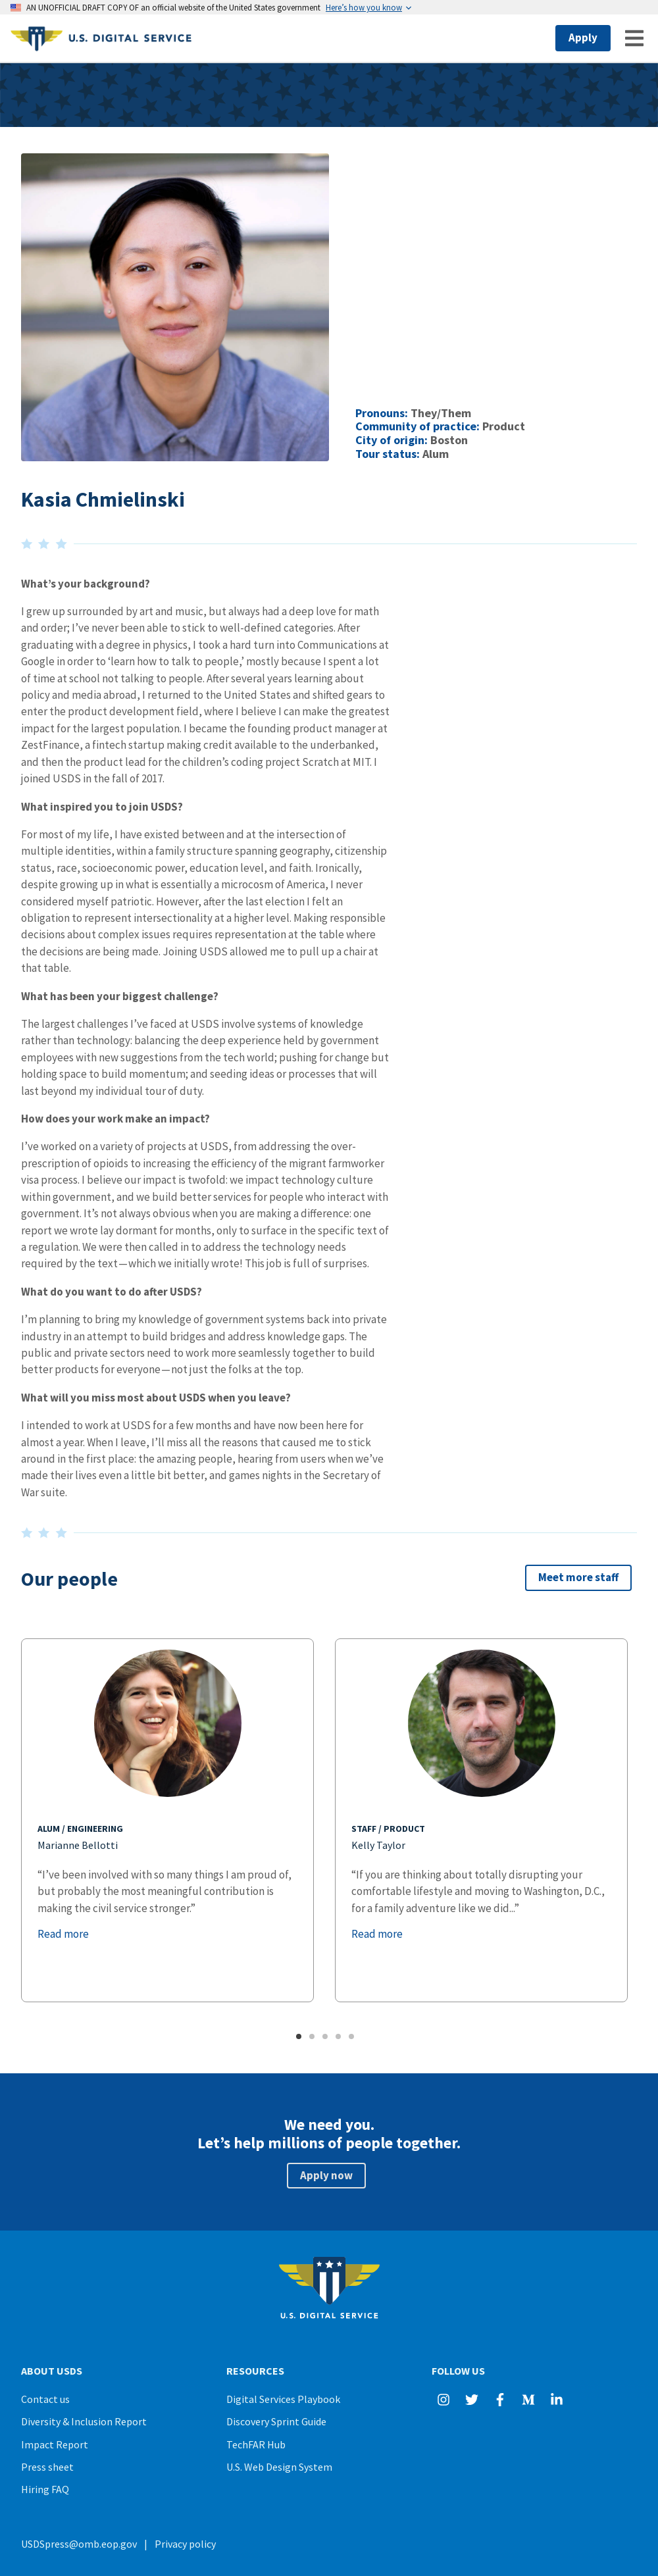 AN UNOFFICIAL DRAFT COPY OF an official website of the United States government Here’s how you know
U.S. DIGITAL SERVICE
Apply
Pronouns: They/Them
Community of practice: Product
City of origin: Boston
Tour status: Alum
Kasia Chmielinski
What’s your background?
I grew up surrounded by art and music, but always had a deep love for math
and order; I’ve never been able to stick to well-defined categories. After
graduating with a degree in physics, I took a hard turn into Communications at
Google in order to ‘learn how to talk to people,’ mostly because I spent a lot
of time at school not talking to people. After several years learning about
policy and media abroad, I returned to the United States and shifted gears to
enter the product development field, where I believe I can make the greatest
impact for the largest population. I became the founding product manager at
ZestFinance, a fintech startup making credit available to the underbanked,
and then the product lead for the children’s coding project Scratch at MIT. I
joined USDS in the fall of 2017.
What inspired you to join USDS?
For most of my life, I have existed between and at the intersection of
multiple identities, within a family structure spanning geography, citizenship
status, race, socioeconomic power, education level, and faith. Ironically,
despite growing up in what is essentially a microcosm of America, I never
considered myself patriotic. However, after the last election I felt an
obligation to represent intersectionality at a higher level. Making responsible
decisions about complex issues requires representation at the table where
the decisions are being made. Joining USDS allowed me to pull up a chair at
that table.
What has been your biggest challenge?
The largest challenges I’ve faced at USDS involve systems of knowledge
rather than technology: balancing the deep experience held by government
employees with new suggestions from the tech world; pushing for change but
holding space to build momentum; and seeding ideas or processes that will
last beyond my individual tour of duty.
How does your work make an impact?
I’ve worked on a variety of projects at USDS, from addressing the over-
prescription of opioids to increasing the efficiency of the migrant farmworker
visa process. I believe our impact is twofold: we impact technology culture
within government, and we build better services for people who interact with
government. It’s not always obvious when you are making a difference: one
report we wrote lay dormant for months, only to surface in the specific text of
a regulation. We were then called in to address the technology needs
required by the text — which we initially wrote! This job is full of surprises.
What do you want to do after USDS?
I’m planning to bring my knowledge of government systems back into private
industry in an attempt to build bridges and address knowledge gaps. The
public and private sectors need to work more seamlessly together to build
better products for everyone — not just the folks at the top.
What will you miss most about USDS when you leave?
I intended to work at USDS for a few months and have now been here for
almost a year. When I leave, I’ll miss all the reasons that caused me to stick
around in the first place: the amazing people, hearing from users when we’ve
made their lives even a little bit better, and games nights in the Secretary of
War suite.
Our people
Meet more staff
ALUM / ENGINEERING
Marianne Bellotti
“I’ve been involved with so many things I am proud of,
but probably the most meaningful contribution is
making the civil service stronger.”
Read more
STAFF / PRODUCT
Kelly Taylor
“If you are thinking about totally disrupting your
comfortable lifestyle and moving to Washington, D.C.,
for a family adventure like we did...”
Read more
We need you.
Let’s help millions of people together.
Apply now
U.S. DIGITAL SERVICE
ABOUT USDS
Contact us
Diversity & Inclusion Report
Impact Report
Press sheet
Hiring FAQ
RESOURCES
Digital Services Playbook
Discovery Sprint Guide
TechFAR Hub
U.S. Web Design System
FOLLOW US
USDSpress@omb.eop.gov | Privacy policy